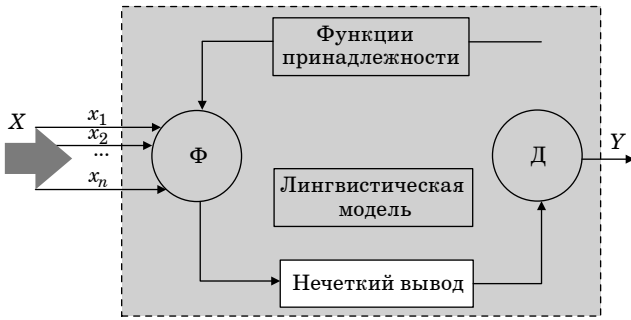 Функции
принадлежности
X
x1
x2
...
xn
Ф
Д
Y
Лингвистическая
модель
Нечеткий вывод